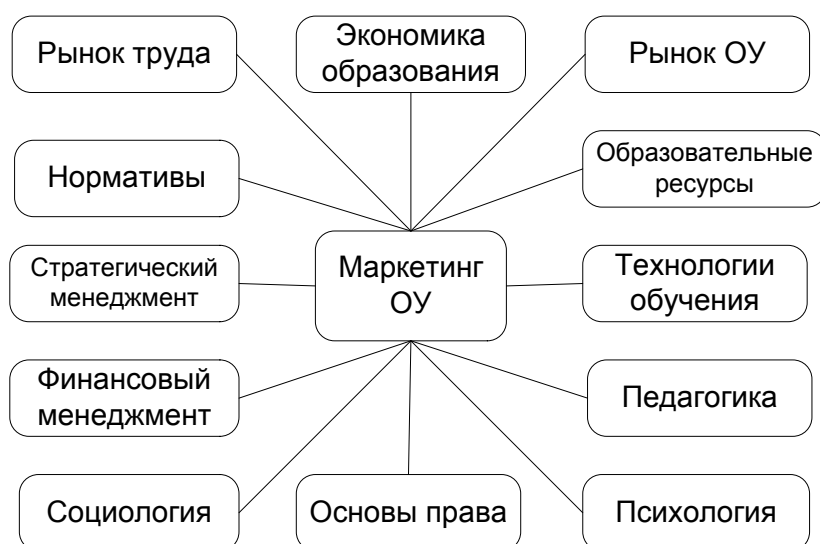 Рынок труда
Экономика
образования
Рынок ОУ
Нормативы
Образовательные
ресурсы
Стратегический
менеджмент
Маркетинг
ОУ
Технологии
обучения
Финансовый
менеджмент
Педагогика
Социология
Основы права
Психология